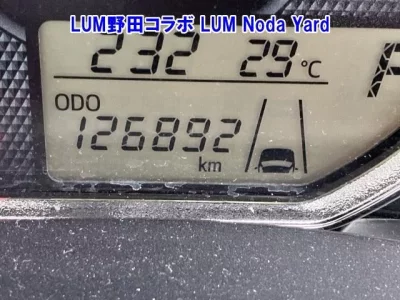 LUM野田コラボ LUM Noda Yard
232 29°C P
ODO
126892
km